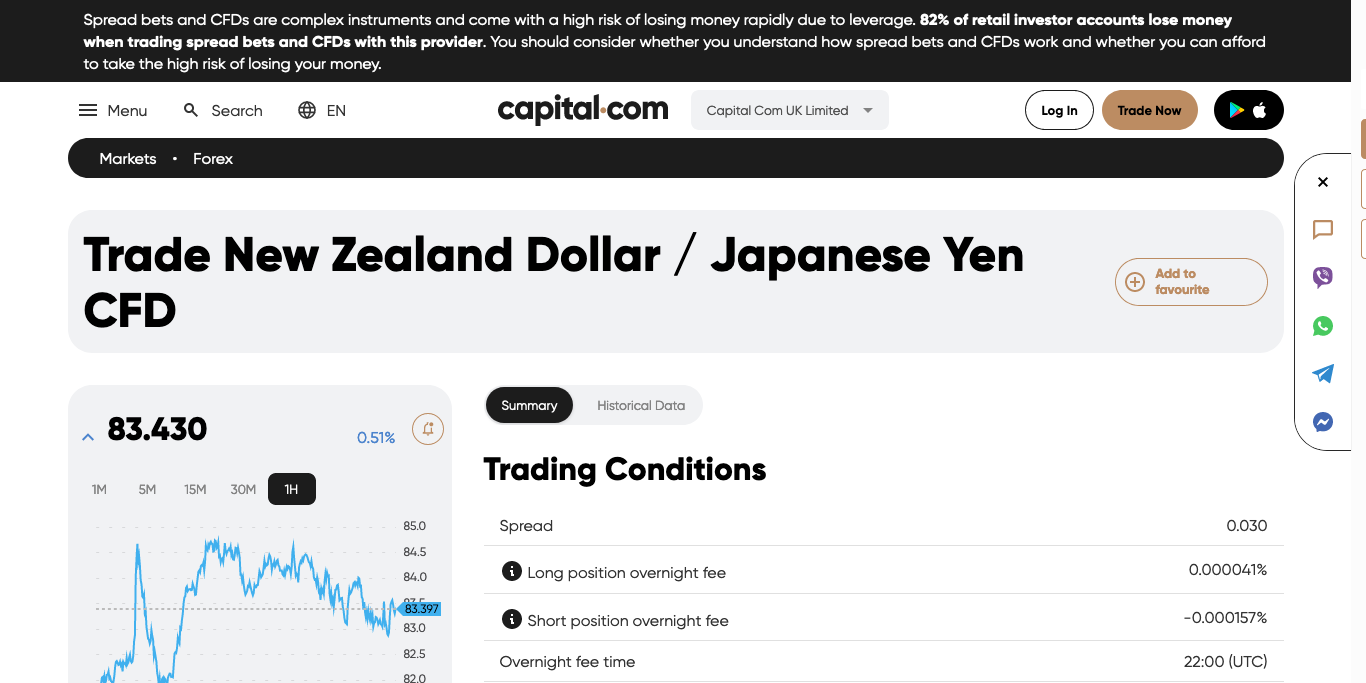 Spread bets and CFDs are complex instruments and come with a high risk of losing money rapidly due to leverage. 82% of retail investor accounts lose money
when trading spread bets and CFDs with this provider. You should consider whether you understand how spread bets and CFDs work and whether you can afford
to take the high risk of losing your money.
Menu
Search
EN
capital.com
Capital Com UK Limited
Log In
Trade Now
Markets • Forex
Trade New Zealand Dollar / Japanese Yen
CFD
Add to
favourite
83.430
0.51%
1M
5M
15M
30M
1H
85.0
84.5
84.0
83.397
83.0
82.5
82.0
Summary
Historical Data
Trading Conditions
Spread 0.030
Long position overnight fee 0.000041%
Short position overnight fee -0.000157%
Overnight fee time 22:00 (UTC)